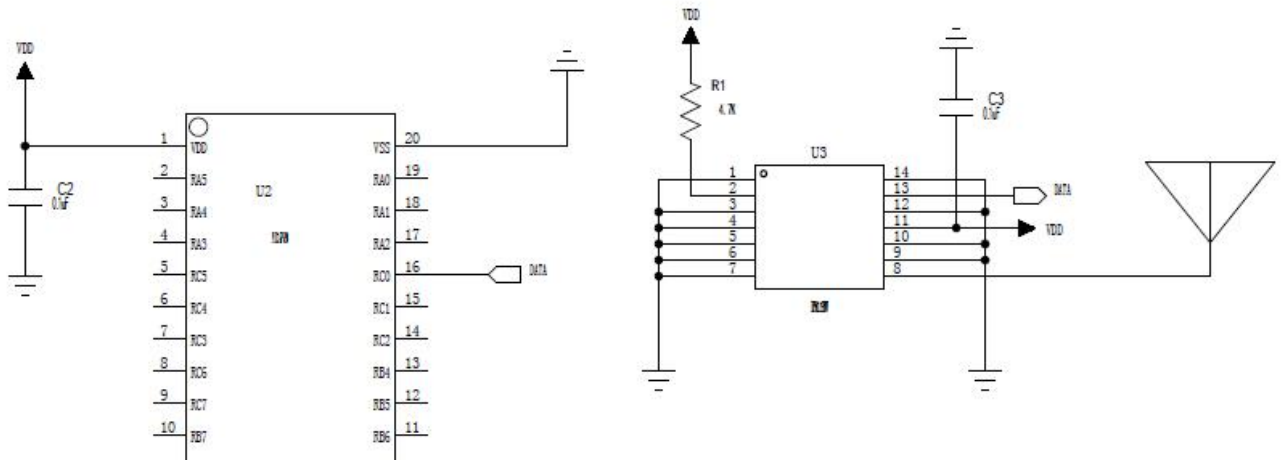 VDD
C2
0.1uF
1 VDD
2 RA5
3 RA4
4 RA3
5 RC5
6 RC4
7 RC3
8 RC6
9 RC7
10 RB7
U2
VSS 20
RA0 19
RA1 18
RA2 17
RC0 16
RC1 15
RC2 14
RB4 13
RB5 12
RB6 11
DATA
VDD
R1
4.7K
C3
0.1uF
U3
1 14
2 13
3 12
4 11
5 10
6 9
7 8
DATA
VDD